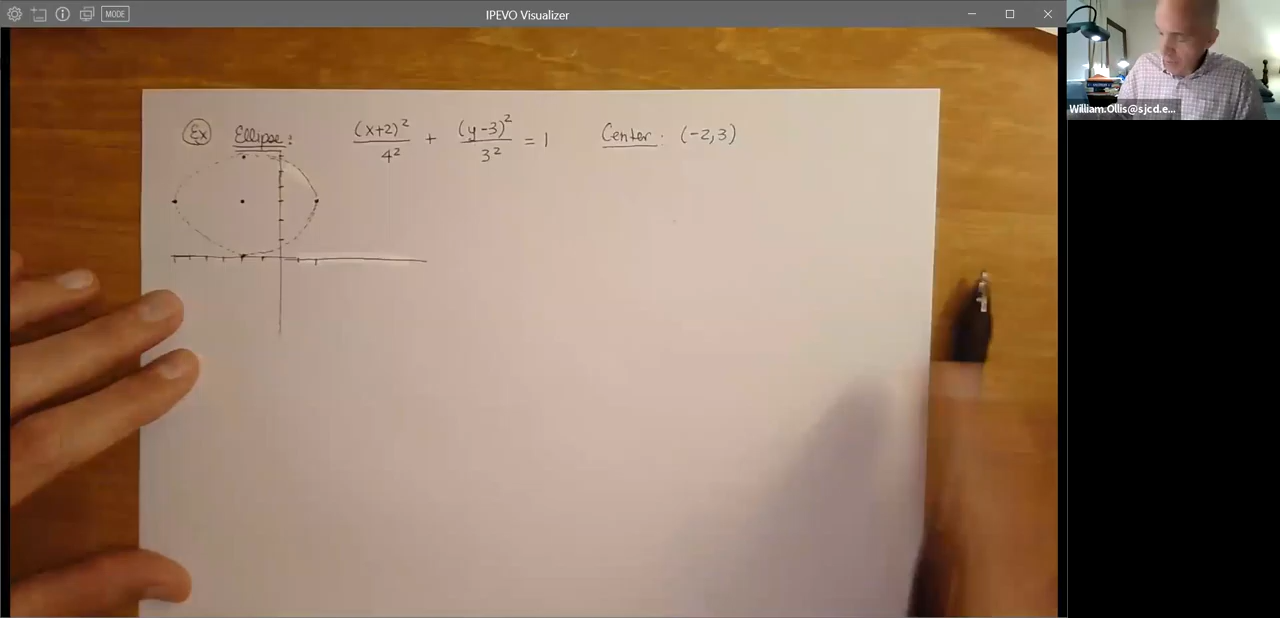 MODE
IPEVO Visualizer
William.Ollis@sjcd.e...
Ex Ellipse: (x+2)²/4² + (y-3)²/3² = 1 Center: (-2,3)